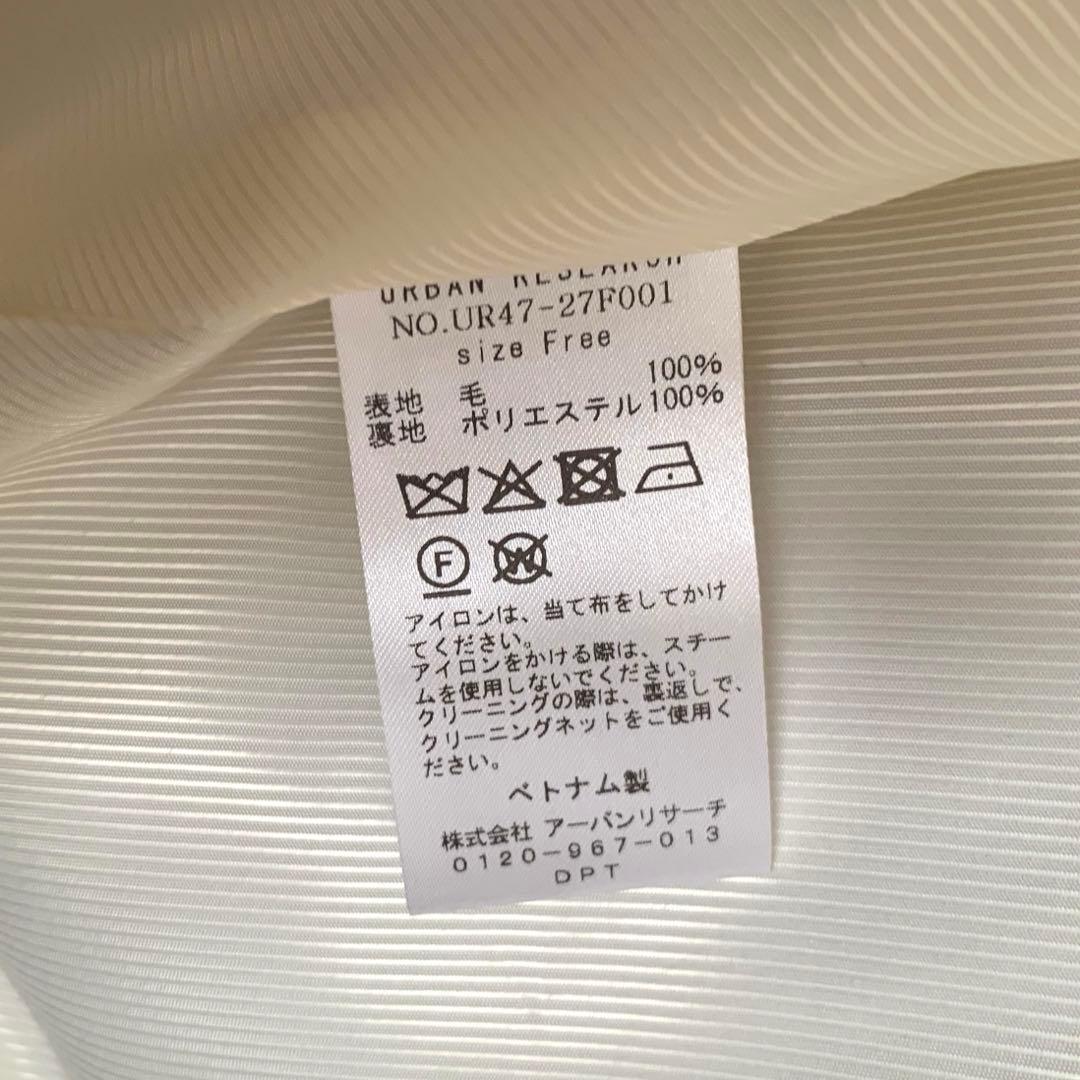 URBAN RESEARCH
NO.UR47-27F001
size Free
表地 毛 100%
裏地 ポリエステル 100%
F
W
アイロンは、当て布をしてかけ
てください。
アイロンをかける際は、スチー
ムを使用しないでください。
クリーニングの際は、裏返しで、
クリーニングネットをご使用く
ださい。
ベトナム製
株式会社 アーバンリサーチ
0120-967-013
DPT